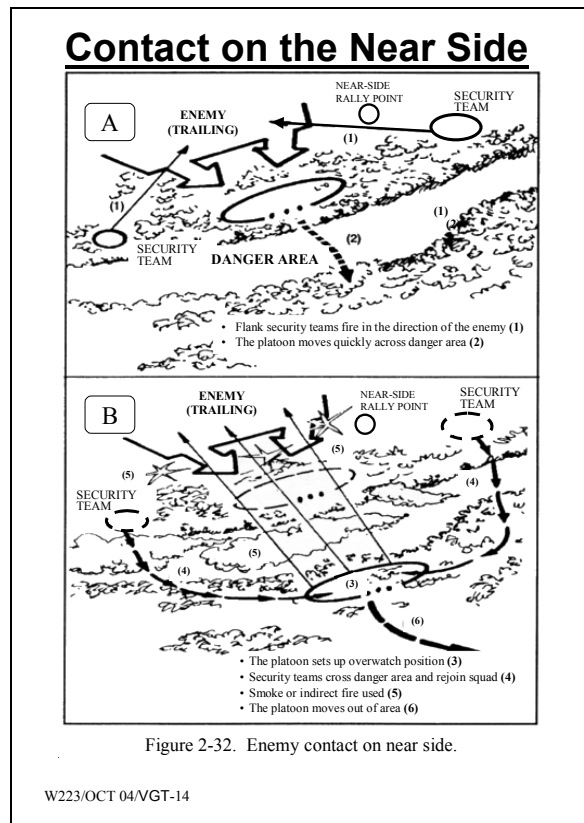 Contact on the Near Side
A
ENEMY
(TRAILING)
NEAR-SIDE
RALLY POINT
SECURITY
TEAM
(1)
(1)
SECURITY
TEAM
DANGER AREA
(2)
(1)
(2)
• Flank security teams fire in the direction of the enemy (1)
• The platoon moves quickly across danger area (2)
B
ENEMY
(TRAILING)
NEAR-SIDE
RALLY POINT
SECURITY
TEAM
(5)
(5)
SECURITY
TEAM
(4)
(5)
(4)
(3)
(6)
• The platoon sets up overwatch position (3)
• Security teams cross danger area and rejoin squad (4)
• Smoke or indirect fire used (5)
• The platoon moves out of area (6)
Figure 2-32. Enemy contact on near side.
W223/OCT 04/VGT-14